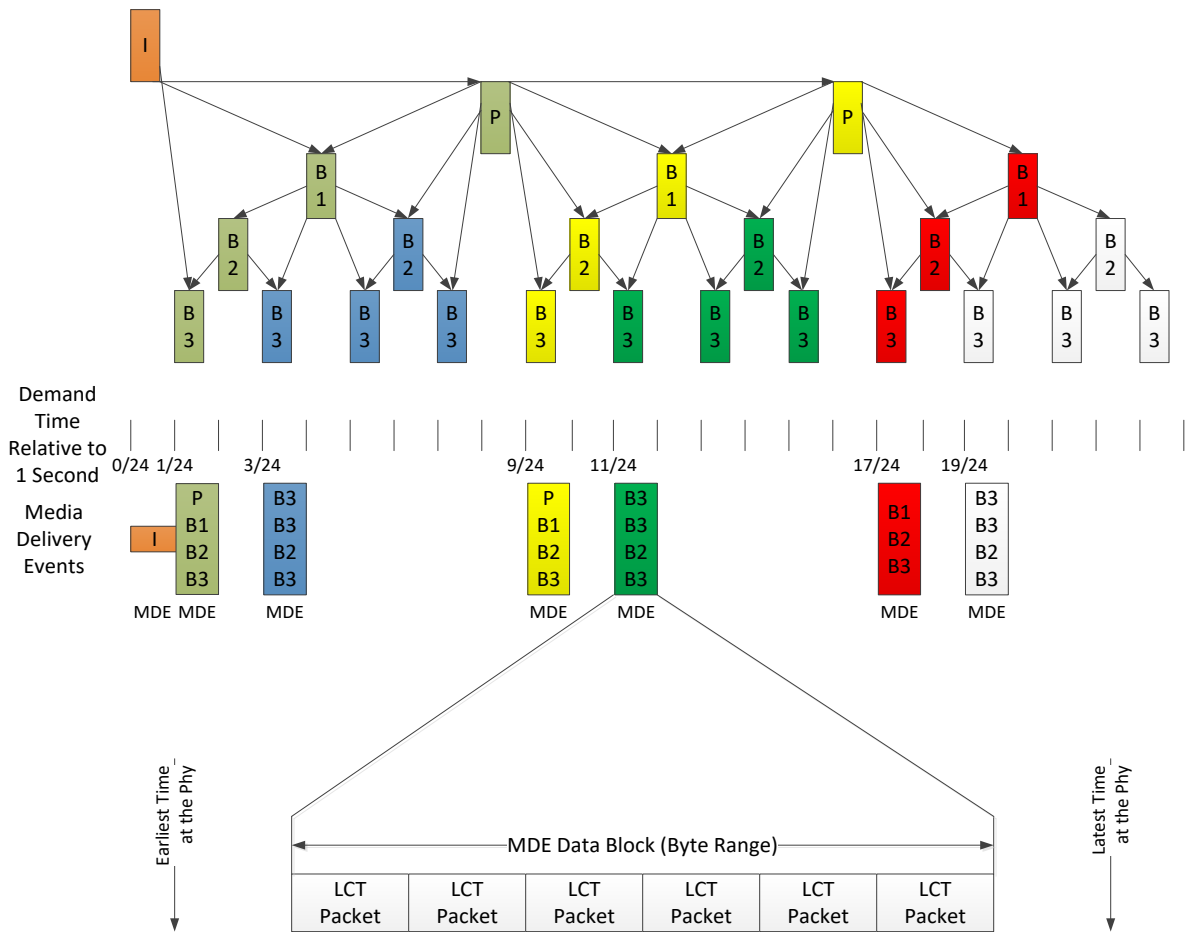 I
P
P
B
1
B
1
B
1
B
2
B
2
B
2
B
2
B
2
B
2
B
3
B
3
B
3
B
3
B
3
B
3
B
3
B
3
B
3
B
3
B
3
B
3
Demand
Time
Relative to
1 Second
0/24 1/24 3/24 9/24 11/24 17/24 19/24
Media
Delivery
Events
I
P
B1
B2
B3
B3
B3
B2
B3
P
B1
B2
B3
B3
B3
B2
B3
B1
B2
B3
B3
B3
B2
B3
MDE MDE MDE MDE MDE MDE MDE
Earliest Time
at the Phy
Latest Time
at the Phy
MDE Data Block (Byte Range)
LCT
Packet
LCT
Packet
LCT
Packet
LCT
Packet
LCT
Packet
LCT
Packet